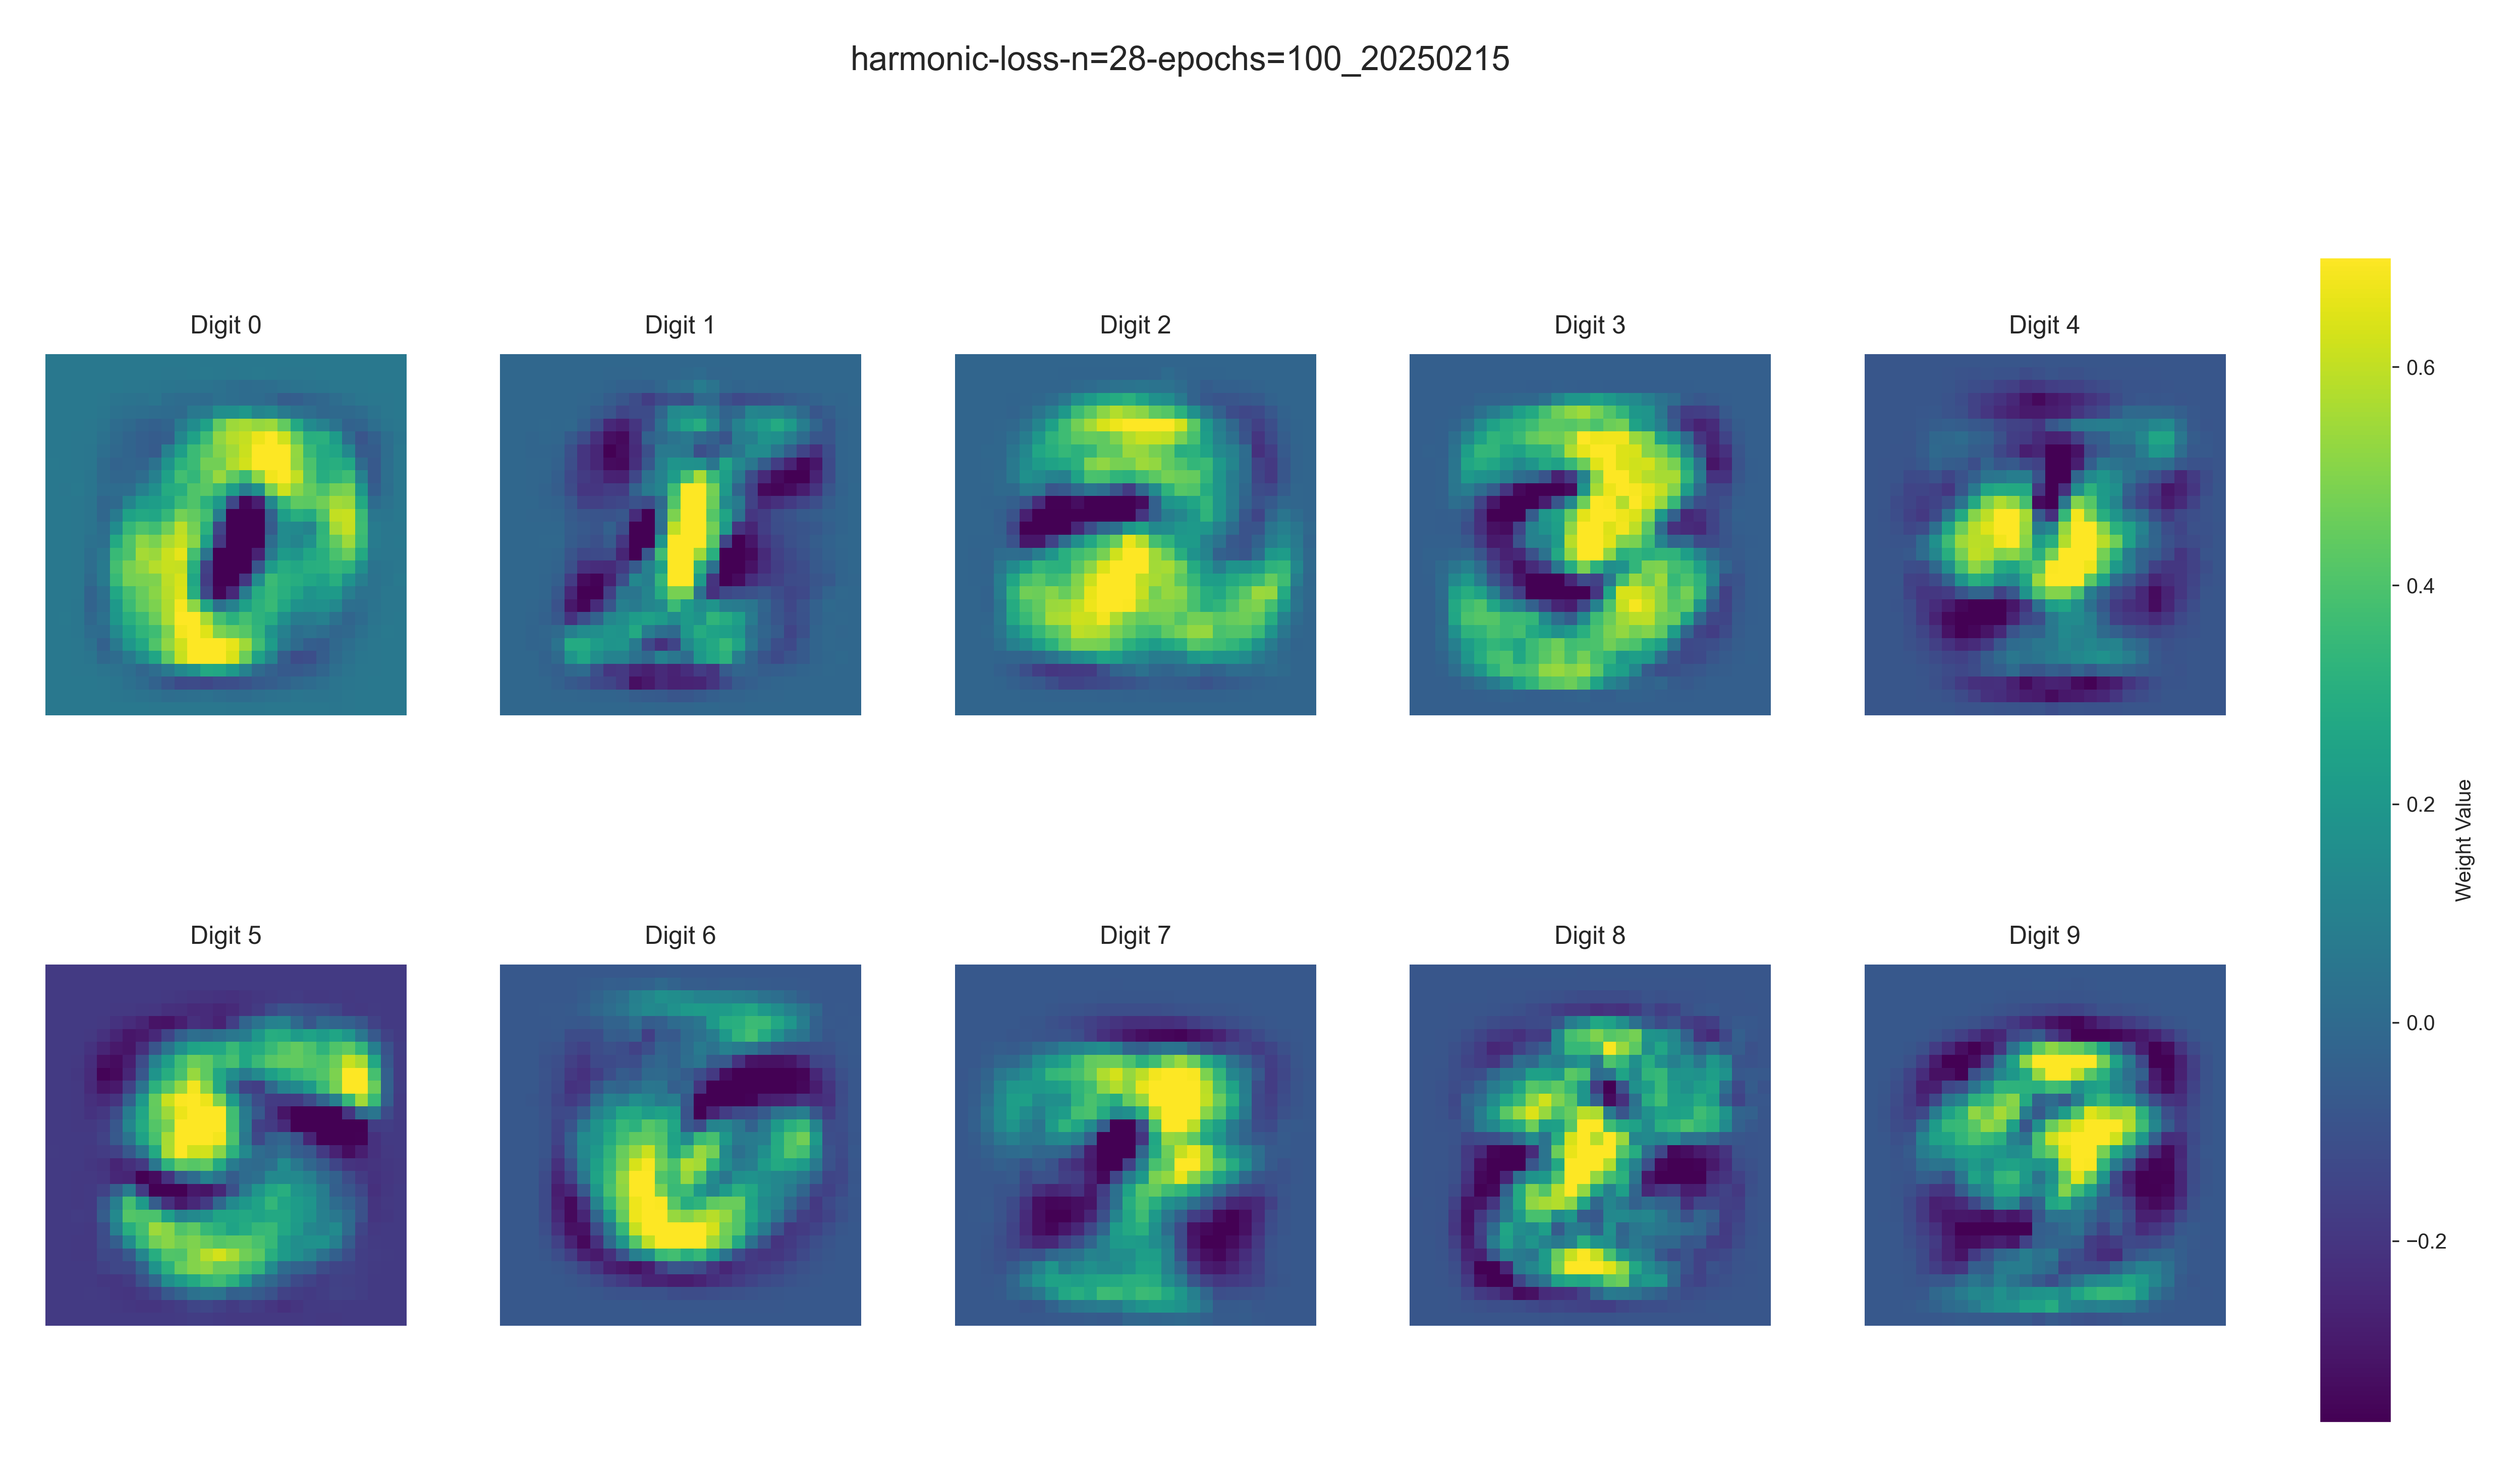 harmonic-loss-n=28-epochs=100_20250215
Digit 0
Digit 1
Digit 2
Digit 3
Digit 4
Digit 5
Digit 6
Digit 7
Digit 8
Digit 9
0.6
0.4
0.2
0.0
−0.2
Weight Value